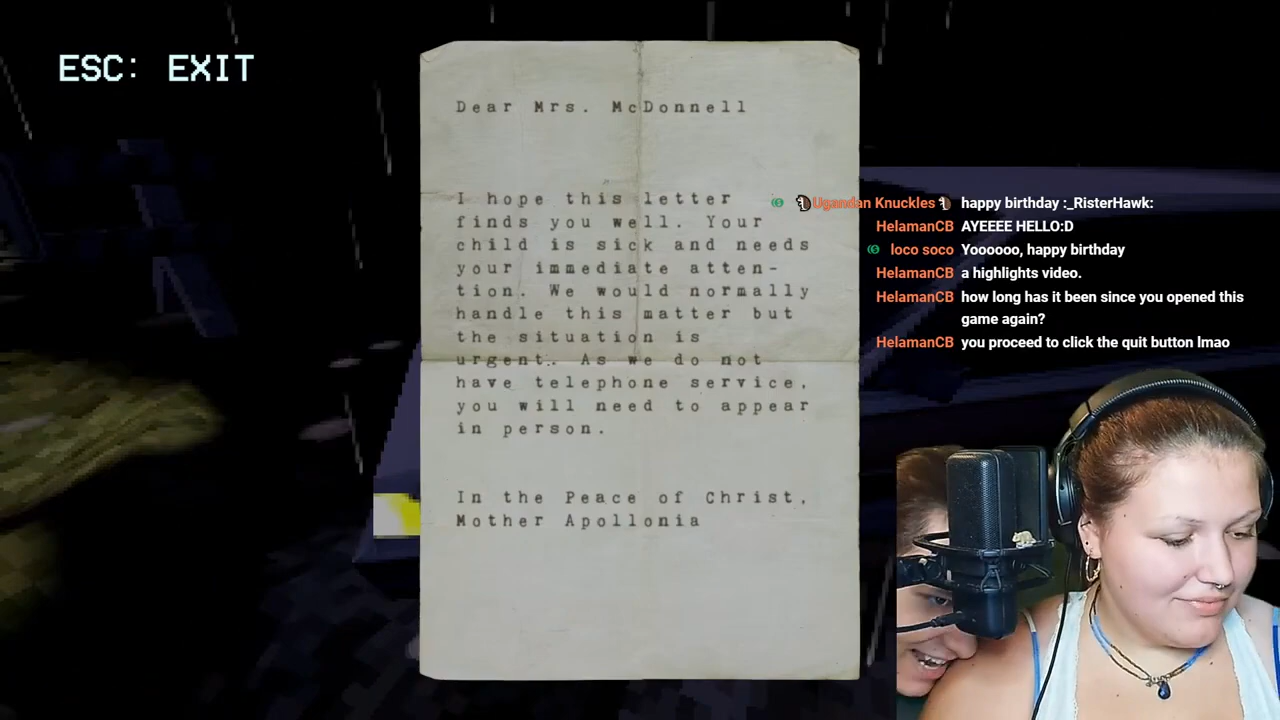 ESC: EXIT
Dear Mrs. McDonnell
I hope this letter
finds you well. Your
child is sick and needs
your immediate atten-
tion. We would normally
handle this matter but
the situation is
urgent. As we do not
have telephone service,
you will need to appear
in person.
In the Peace of Christ,
Mother Apollonia
Ugandan Knuckles happy birthday :_RisterHawk:
HelamanCB AYEEEE HELLO:D
loco soco Yoooooo, happy birthday
HelamanCB a highlights video.
HelamanCB how long has it been since you opened this
game again?
HelamanCB you proceed to click the quit button lmao